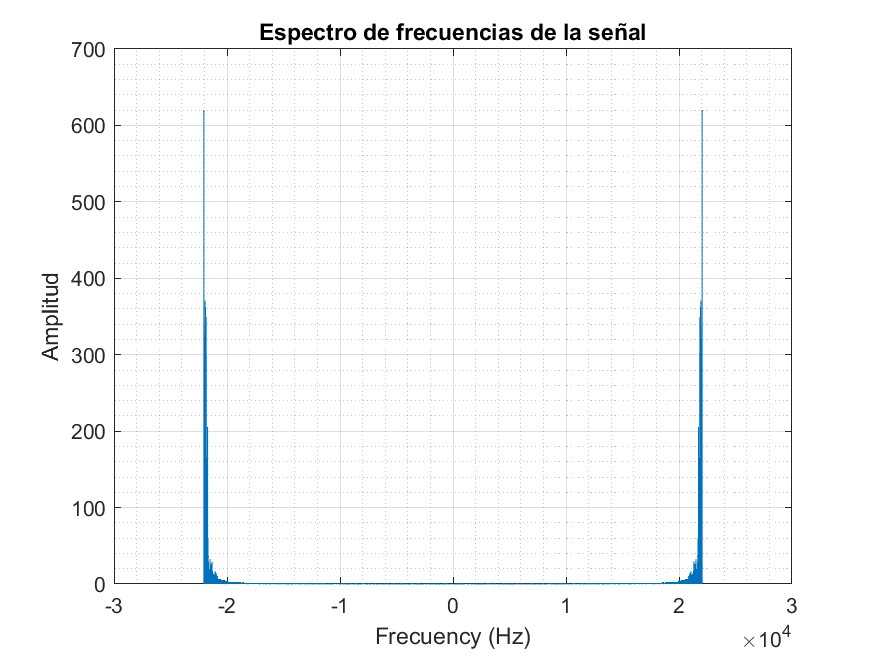 Espectro de frecuencias de la señal
700
600
500
400
300
200
100
0
Amplitud
-3 -2 -1 0 1 2 3
Frecuency (Hz)
×10⁴